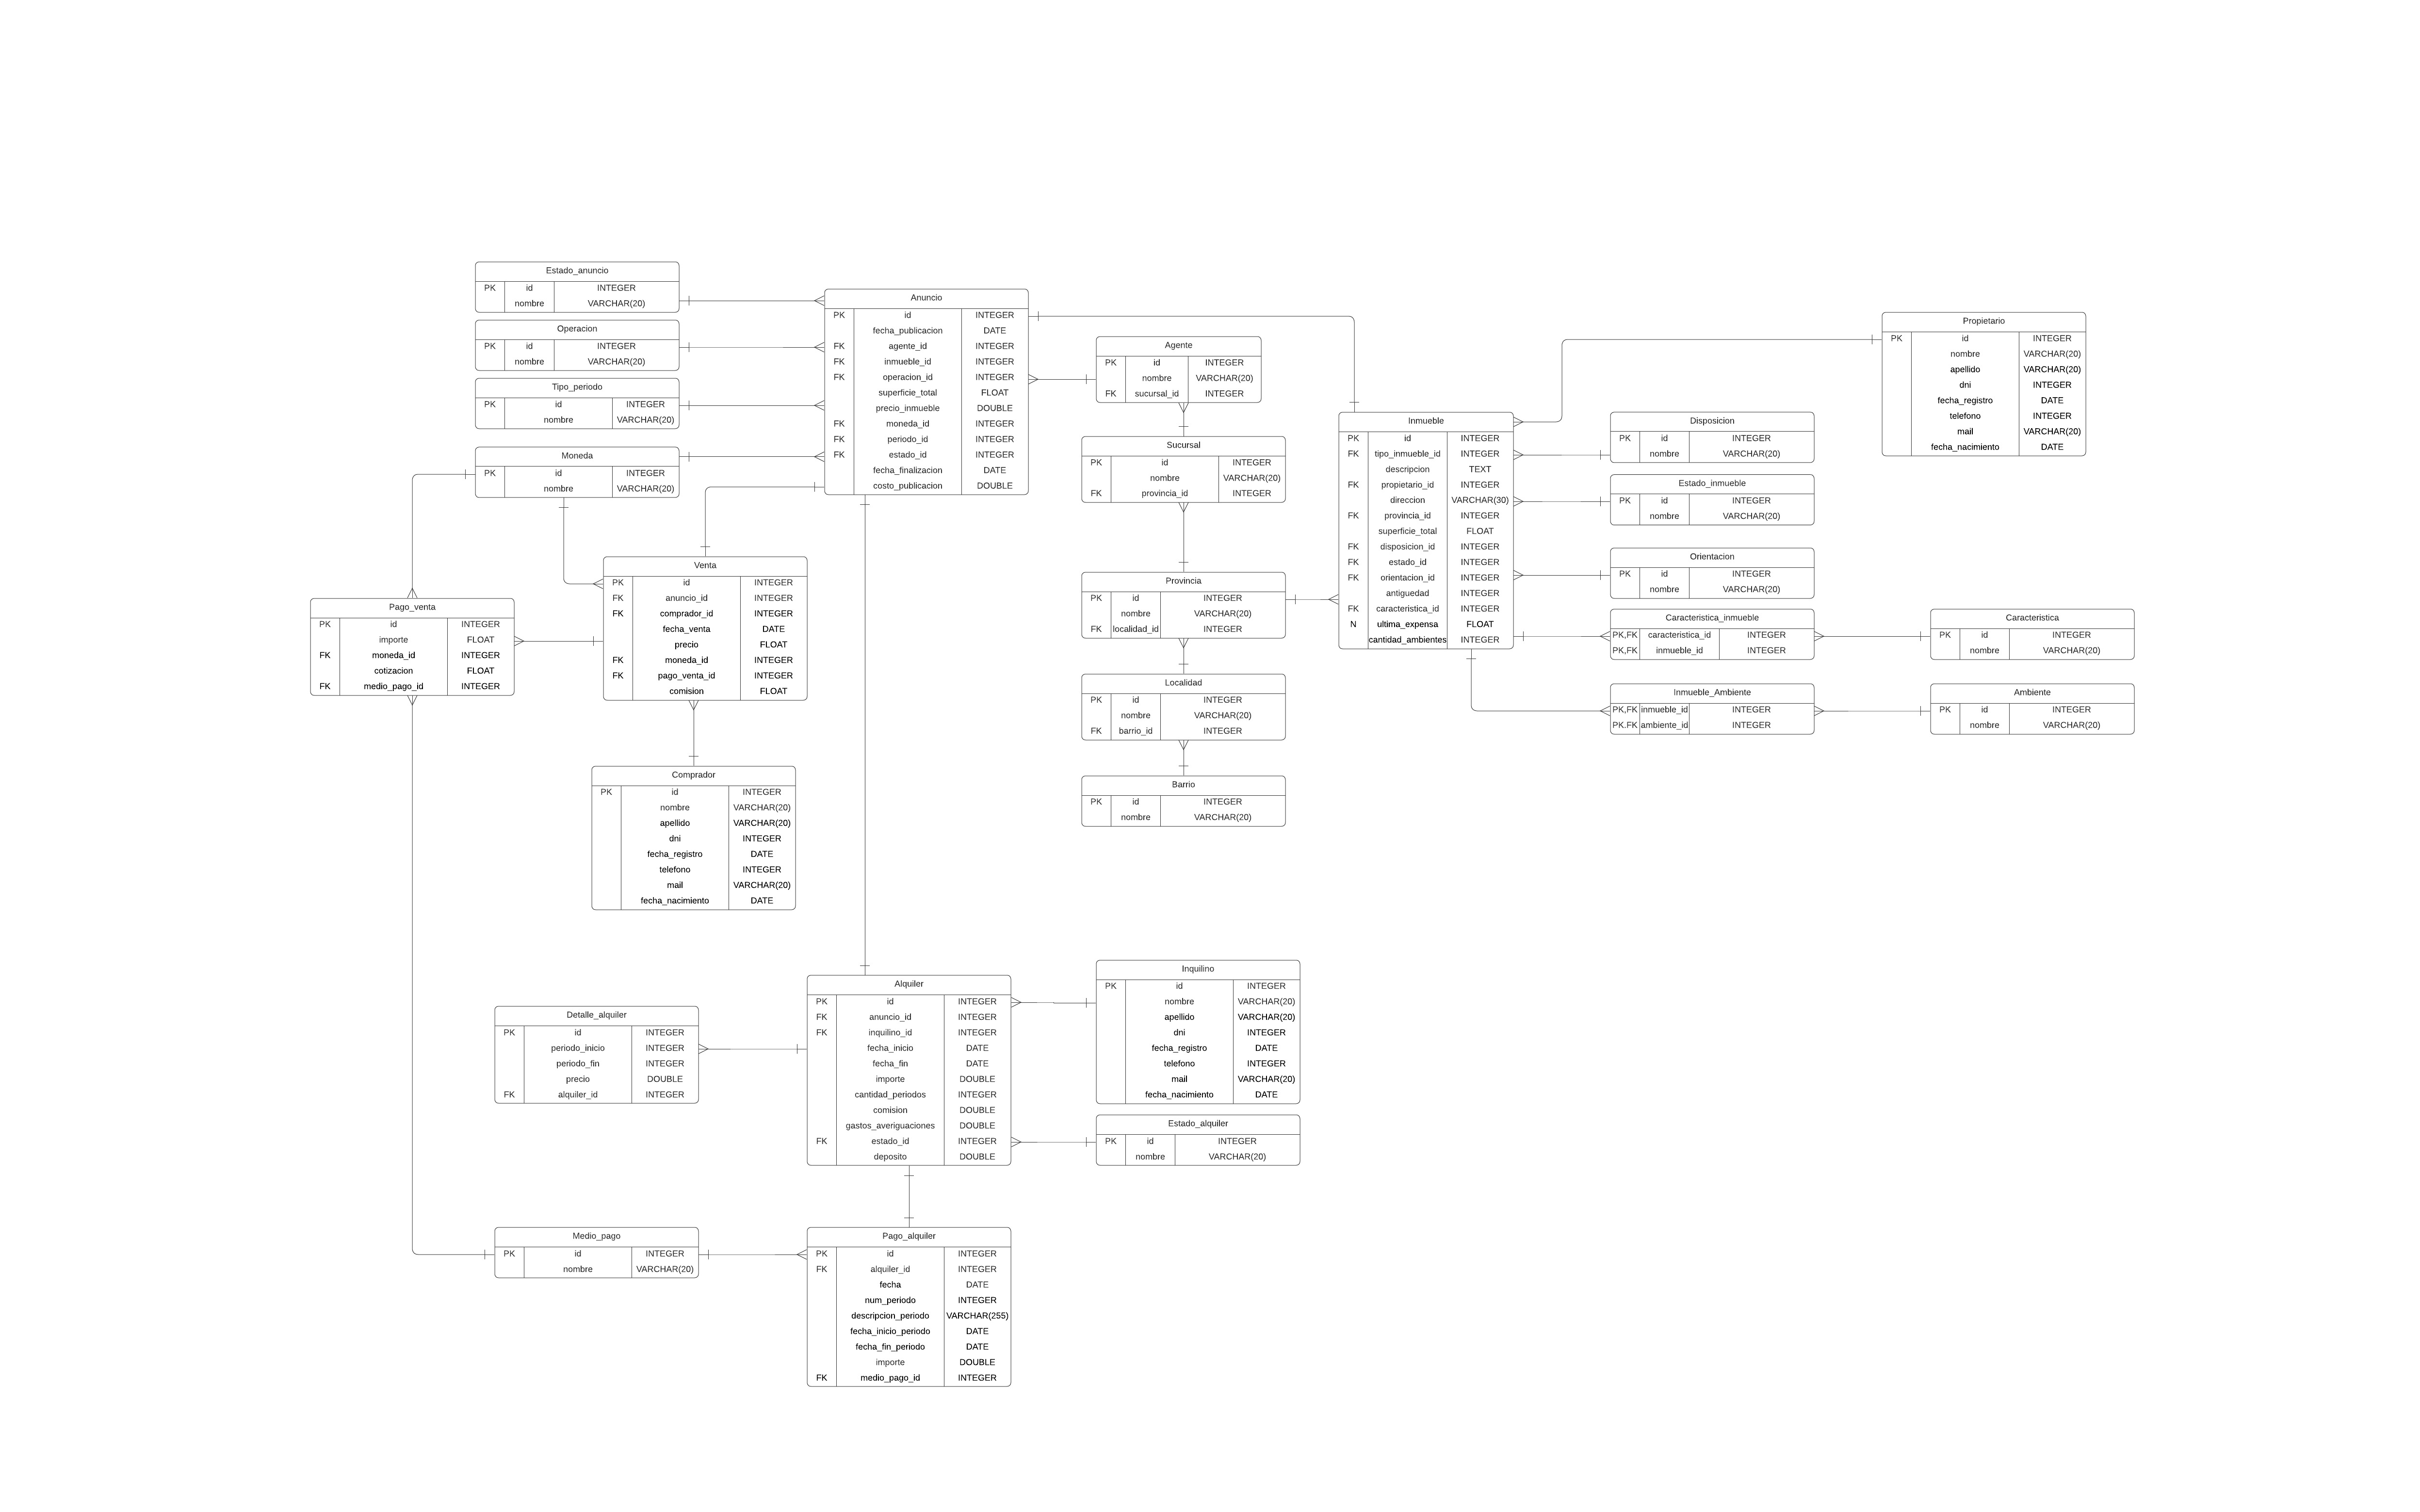 Estado_anuncio
PK id INTEGER
nombre VARCHAR(20)
Operacion
PK id INTEGER
nombre VARCHAR(20)
Tipo_periodo
PK id INTEGER
nombre VARCHAR(20)
Moneda
PK id INTEGER
nombre VARCHAR(20)
Anuncio
PK id INTEGER
fecha_publicacion DATE
FK agente_id INTEGER
FK inmueble_id INTEGER
FK operacion_id INTEGER
superficie_total FLOAT
precio_inmueble DOUBLE
FK moneda_id INTEGER
FK periodo_id INTEGER
FK estado_id INTEGER
fecha_finalizacion DATE
costo_publicacion DOUBLE
Agente
PK id INTEGER
nombre VARCHAR(20)
FK sucursal_id INTEGER
Sucursal
PK id INTEGER
nombre VARCHAR(20)
FK provincia_id INTEGER
Provincia
PK id INTEGER
nombre VARCHAR(20)
FK localidad_id INTEGER
Localidad
PK id INTEGER
nombre VARCHAR(20)
FK barrio_id INTEGER
Barrio
PK id INTEGER
nombre VARCHAR(20)
Inmueble
PK id INTEGER
FK tipo_inmueble_id INTEGER
descripcion TEXT
FK propietario_id INTEGER
direccion VARCHAR(30)
FK provincia_id INTEGER
superficie_total FLOAT
FK disposicion_id INTEGER
FK estado_id INTEGER
FK orientacion_id INTEGER
antiguedad INTEGER
FK caracteristica_id INTEGER
N ultima_expensa FLOAT
cantidad_ambientes INTEGER
Propietario
PK id INTEGER
nombre VARCHAR(20)
apellido VARCHAR(20)
dni INTEGER
fecha_registro DATE
telefono INTEGER
mail VARCHAR(20)
fecha_nacimiento DATE
Disposicion
PK id INTEGER
nombre VARCHAR(20)
Estado_inmueble
PK id INTEGER
nombre VARCHAR(20)
Orientacion
PK id INTEGER
nombre VARCHAR(20)
Caracteristica_inmueble
PK,FK caracteristica_id INTEGER
PK,FK inmueble_id INTEGER
Caracteristica
PK id INTEGER
nombre VARCHAR(20)
Inmueble_Ambiente
PK,FK inmueble_id INTEGER
PK.FK ambiente_id INTEGER
Ambiente
PK id INTEGER
nombre VARCHAR(20)
Pago_venta
PK id INTEGER
importe FLOAT
FK moneda_id INTEGER
cotizacion FLOAT
FK medio_pago_id INTEGER
Venta
PK id INTEGER
FK anuncio_id INTEGER
FK comprador_id INTEGER
fecha_venta DATE
precio FLOAT
FK moneda_id INTEGER
FK pago_venta_id INTEGER
comision FLOAT
Comprador
PK id INTEGER
nombre VARCHAR(20)
apellido VARCHAR(20)
dni INTEGER
fecha_registro DATE
telefono INTEGER
mail VARCHAR(20)
fecha_nacimiento DATE
Detalle_alquiler
PK id INTEGER
periodo_inicio INTEGER
periodo_fin INTEGER
precio DOUBLE
FK alquiler_id INTEGER
Alquiler
PK id INTEGER
FK anuncio_id INTEGER
FK inquilino_id INTEGER
fecha_inicio DATE
fecha_fin DATE
importe DOUBLE
cantidad_periodos INTEGER
comision DOUBLE
gastos_averiguaciones DOUBLE
FK estado_id INTEGER
deposito DOUBLE
Inquilino
PK id INTEGER
nombre VARCHAR(20)
apellido VARCHAR(20)
dni INTEGER
fecha_registro DATE
telefono INTEGER
mail VARCHAR(20)
fecha_nacimiento DATE
Estado_alquiler
PK id INTEGER
nombre VARCHAR(20)
Medio_pago
PK id INTEGER
nombre VARCHAR(20)
Pago_alquiler
PK id INTEGER
FK alquiler_id INTEGER
fecha DATE
num_periodo INTEGER
descripcion_periodo VARCHAR(255)
fecha_inicio_periodo DATE
fecha_fin_periodo DATE
importe DOUBLE
FK medio_pago_id INTEGER